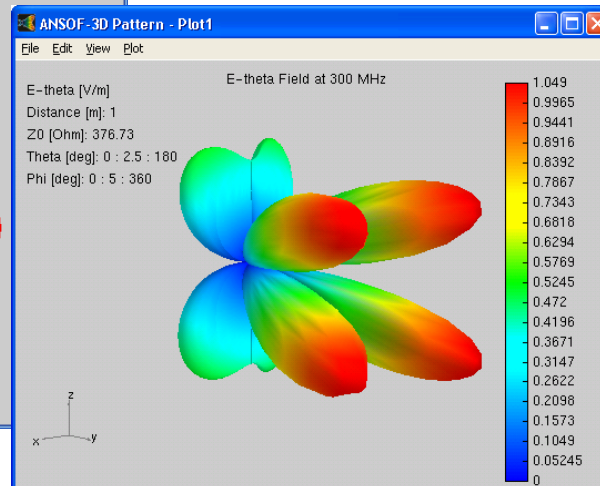 ANSOF-3D Pattern - Plot1
File Edit View Plot
E-theta Field at 300 MHz
E-theta [V/m]
Distance [m]: 1
Z0 [Ohm]: 376.73
Theta [deg]: 0 : 2.5 : 180
Phi [deg]: 0 : 5 : 360
1.049
0.9965
0.9441
0.8916
0.8392
0.7867
0.7343
0.6818
0.6294
0.5769
0.5245
0.472
0.4196
0.3671
0.3147
0.2622
0.2098
0.1573
0.1049
0.05245
0
z
x
y